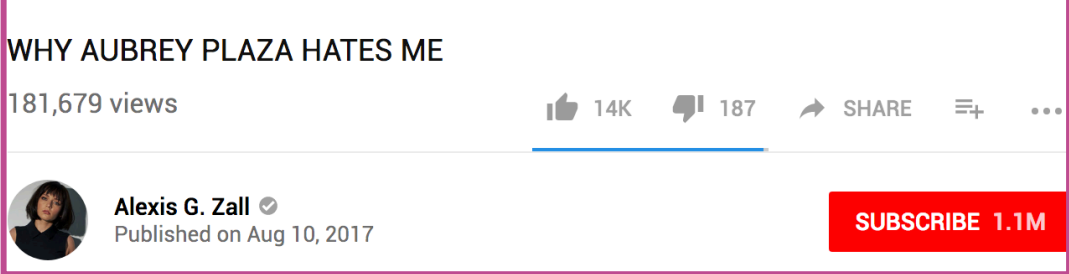 WHY AUBREY PLAZA HATES ME
181,679 views
14K 187 SHARE
Alexis G. Zall
Published on Aug 10, 2017
SUBSCRIBE 1.1M